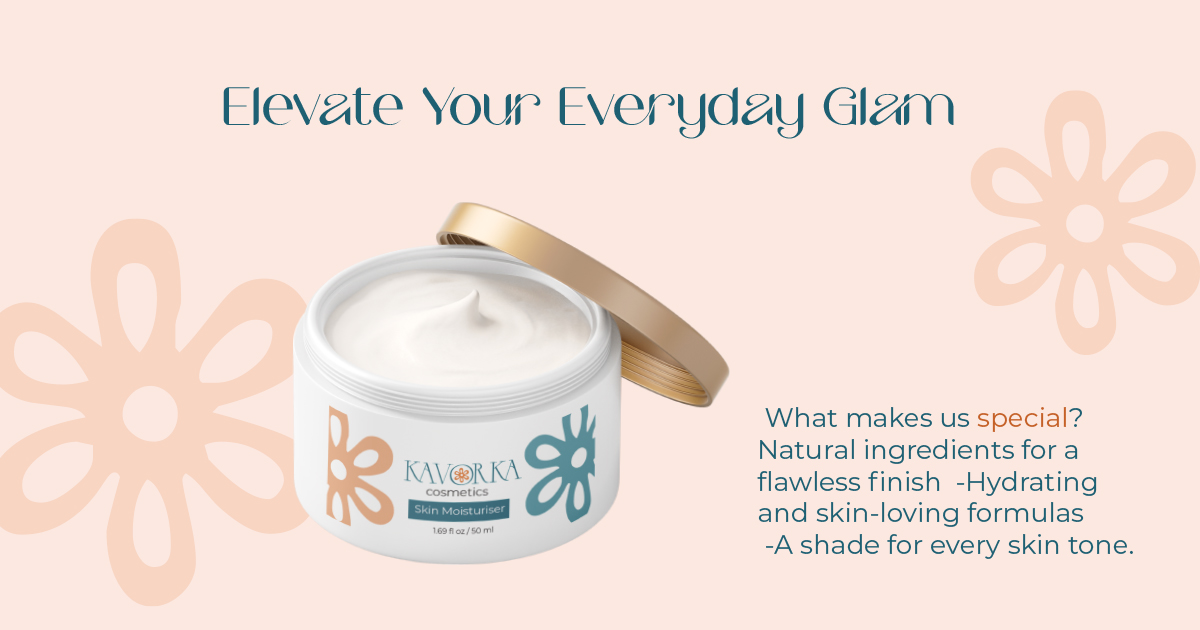 Elevate Your Everyday Glam
KAVORKA
cosmetics
Skin Moisturiser
1.69 fl oz / 50 ml
What makes us special?
Natural ingredients for a
flawless finish -Hydrating
and skin-loving formulas
-A shade for every skin tone.